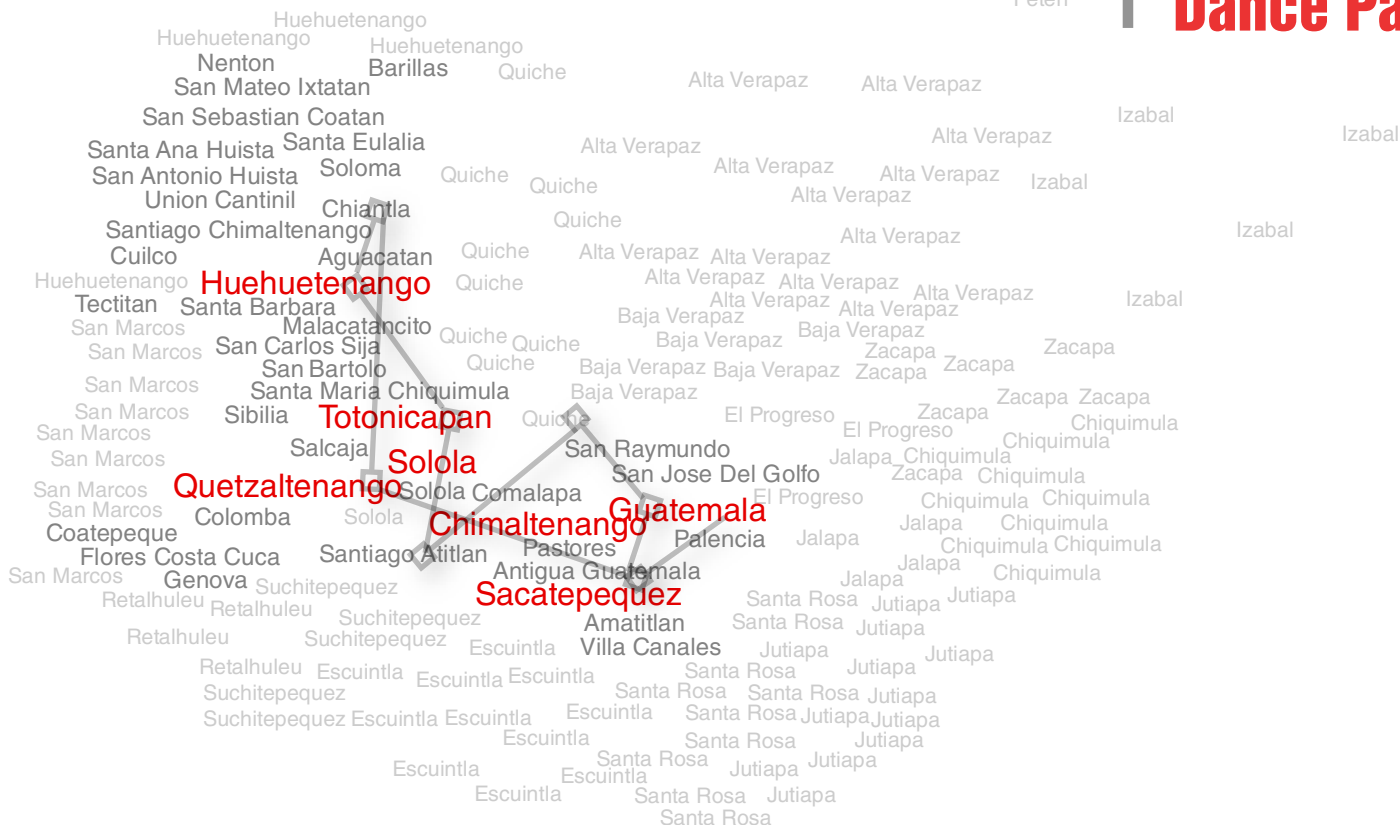 Peten
Dance Pa
Huehuetenango
Huehuetenango
Huehuetenango
Nenton
Barillas
Quiche
Alta Verapaz
Alta Verapaz
San Mateo Ixtatan
San Sebastian Coatan
Izabal
Izabal
Santa Ana Huista
Santa Eulalia
Alta Verapaz
Alta Verapaz
San Antonio Huista
Soloma
Quiche
Quiche
Alta Verapaz
Alta Verapaz
Izabal
Union Cantinil
Chiantla
Alta Verapaz
Santiago Chimaltenango
Quiche
Alta Verapaz
Izabal
Cuilco
Aguacatan
Quiche
Alta Verapaz
Alta Verapaz
Huehuetenango
Huehuetenango
Quiche
Alta Verapaz
Alta Verapaz
Alta Verapaz
Tectitan
Santa Barbara
Alta Verapaz
Alta Verapaz
Izabal
San Marcos
Malacatancito
Quiche
Quiche
Baja Verapaz
Baja Verapaz
Baja Verapaz
San Marcos
San Carlos Sija
Zacapa
Zacapa
San Bartolo
Quiche
Baja Verapaz
Baja Verapaz
Zacapa
Zacapa
San Marcos
Santa Maria Chiquimula
Baja Verapaz
Zacapa
Zacapa
San Marcos
Sibilia
Totonicapan
Quiche
El Progreso
Zacapa
Chiquimula
San Marcos
El Progreso
Chiquimula
San Marcos
Salcaja
Solola
San Raymundo
Jalapa
Chiquimula
San Jose Del Golfo
Zacapa
Chiquimula
San Marcos
Quetzaltenango
Solola
Comalapa
El Progreso
Chiquimula
Chiquimula
San Marcos
Colomba
Solola
Chimaltenango
Guatemala
Jalapa
Chiquimula
Coatepeque
Flores Costa Cuca
Santiago Atitlan
Pastores
Palencia
Jalapa
Chiquimula
Chiquimula
San Marcos
Genova
Suchitepequez
Antigua Guatemala
Jalapa
Jalapa
Chiquimula
Retalhuleu
Retalhuleu
Sacatepequez
Santa Rosa
Jutiapa
Jutiapa
Suchitepequez
Amatitlan
Santa Rosa
Jutiapa
Retalhuleu
Suchitepequez
Escuintla
Villa Canales
Jutiapa
Jutiapa
Retalhuleu
Escuintla
Escuintla
Escuintla
Santa Rosa
Jutiapa
Suchitepequez
Santa Rosa
Santa Rosa
Jutiapa
Suchitepequez
Escuintla
Escuintla
Escuintla
Santa Rosa
Jutiapa
Jutiapa
Escuintla
Santa Rosa
Jutiapa
Escuintla
Escuintla
Santa Rosa
Jutiapa
Jutiapa
Escuintla
Santa Rosa
Jutiapa
Santa Rosa